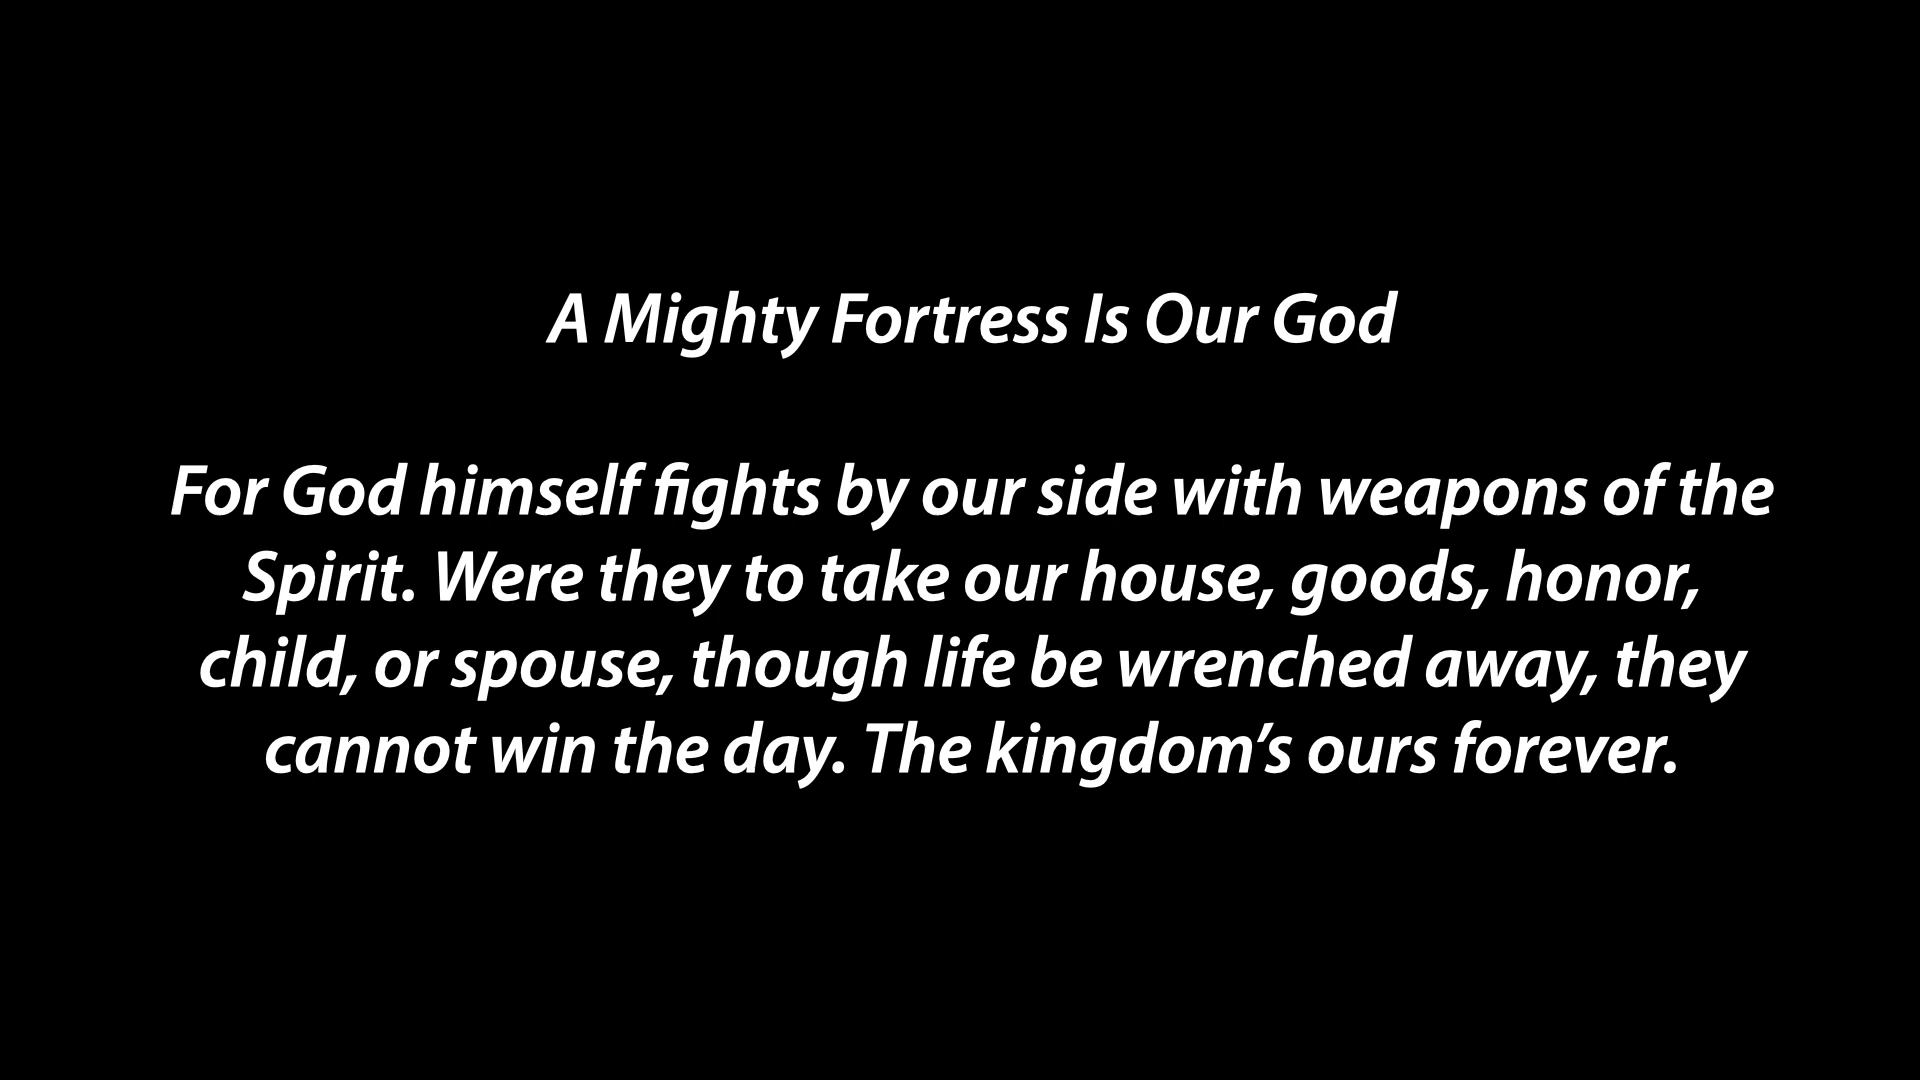 A Mighty Fortress Is Our God
For God himself fights by our side with weapons of the
Spirit. Were they to take our house, goods, honor,
child, or spouse, though life be wrenched away, they
cannot win the day. The kingdom’s ours forever.